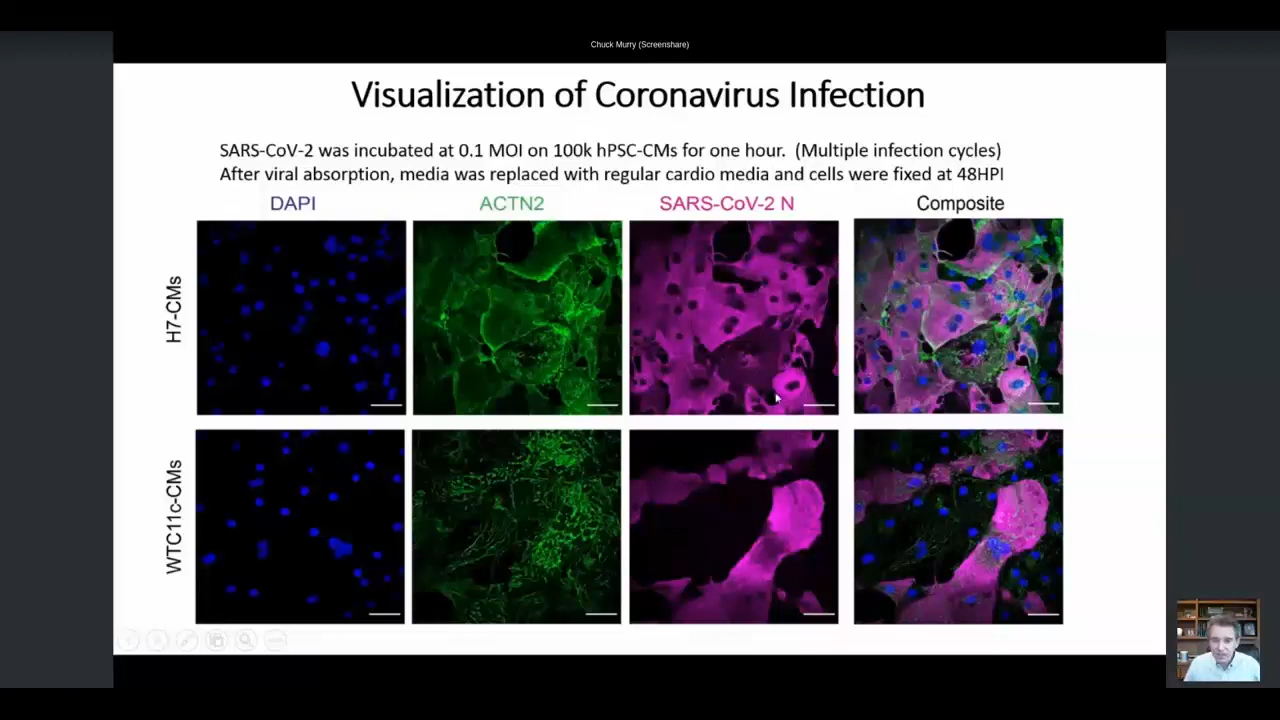 Chuck Murry (Screenshare)
Visualization of Coronavirus Infection
SARS-CoV-2 was incubated at 0.1 MOI on 100k hPSC-CMs for one hour.  (Multiple infection cycles)
After viral absorption, media was replaced with regular cardio media and cells were fixed at 48HPI
DAPI
ACTN2
SARS-CoV-2 N
Composite
H7-CMs
WTC11c-CMs